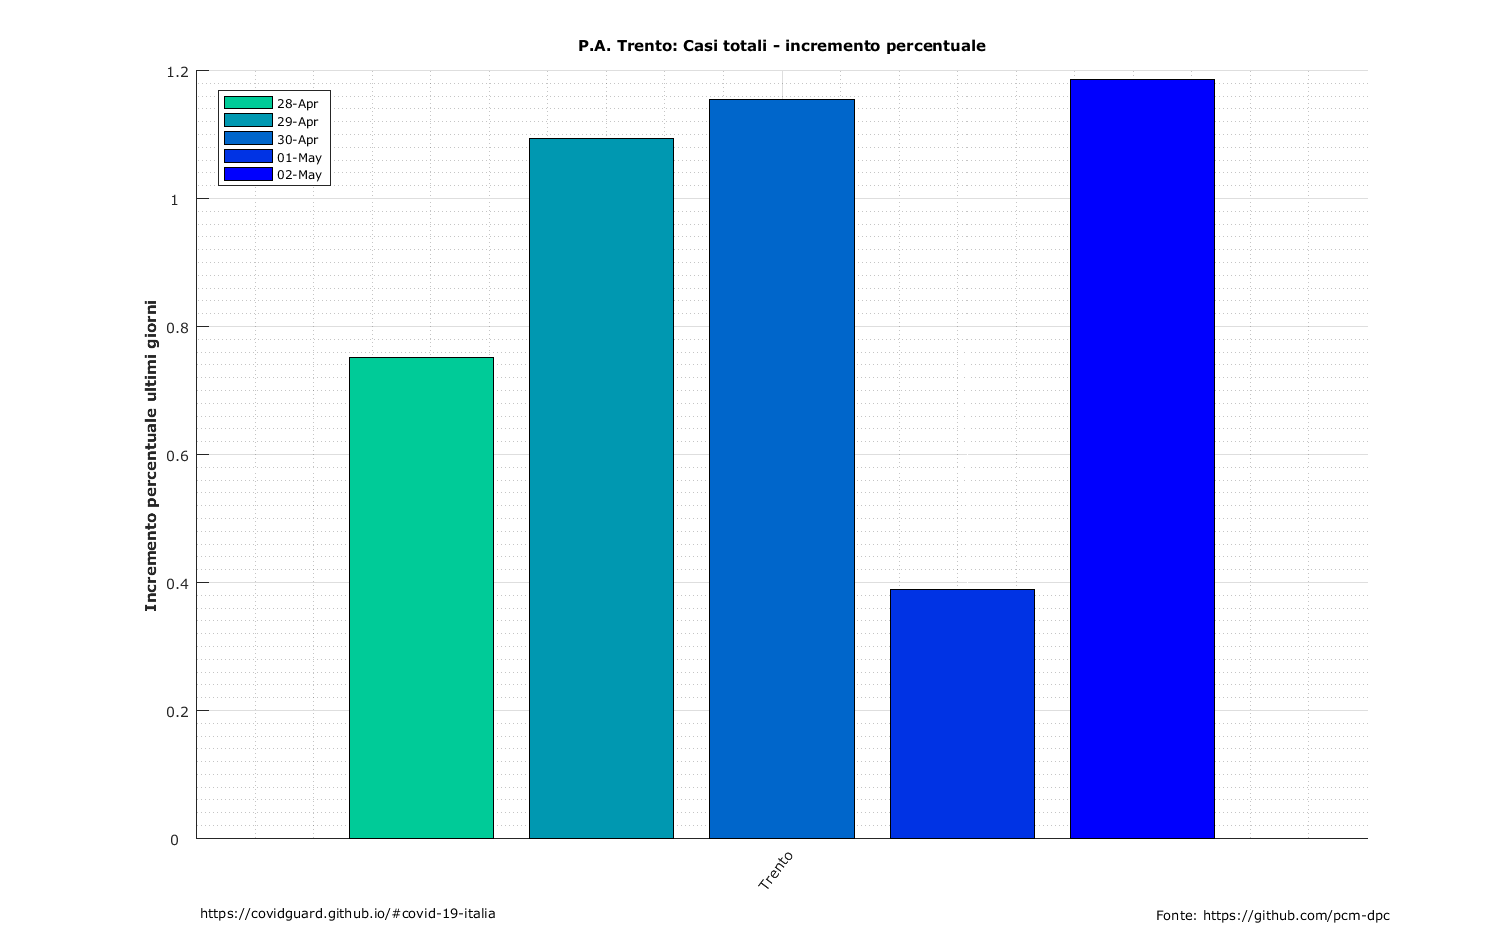 P.A. Trento: Casi totali - incremento percentuale
28-Apr
29-Apr
30-Apr
01-May
02-May
Incremento percentuale ultimi giorni
1.2
1
0.8
0.6
0.4
0.2
0
Trento
https://covidguard.github.io/#covid-19-italia
Fonte: https://github.com/pcm-dpc